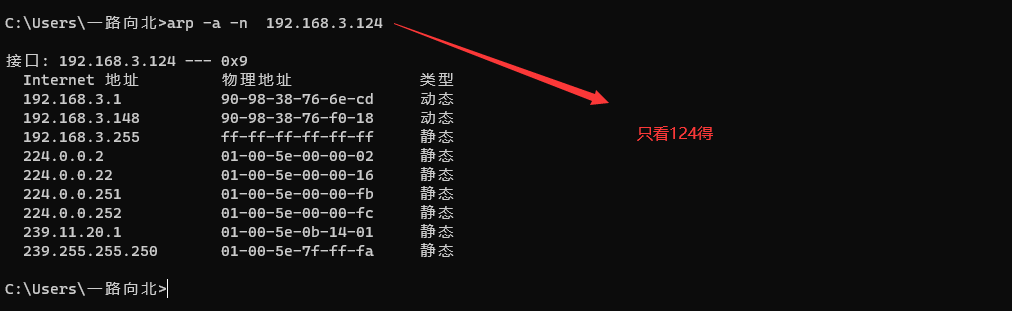 C:\Users\一路向北>arp -a -n  192.168.3.124
只看124得
接口: 192.168.3.124 --- 0x9
Internet 地址 物理地址 类型
192.168.3.1 90-98-38-76-6e-cd 动态
192.168.3.148 90-98-38-76-f0-18 动态
192.168.3.255 ff-ff-ff-ff-ff-ff 静态
224.0.0.2 01-00-5e-00-00-02 静态
224.0.0.22 01-00-5e-00-00-16 静态
224.0.0.251 01-00-5e-00-00-fb 静态
224.0.0.252 01-00-5e-00-00-fc 静态
239.11.20.1 01-00-5e-0b-14-01 静态
239.255.255.250 01-00-5e-7f-ff-fa 静态
C:\Users\一路向北>